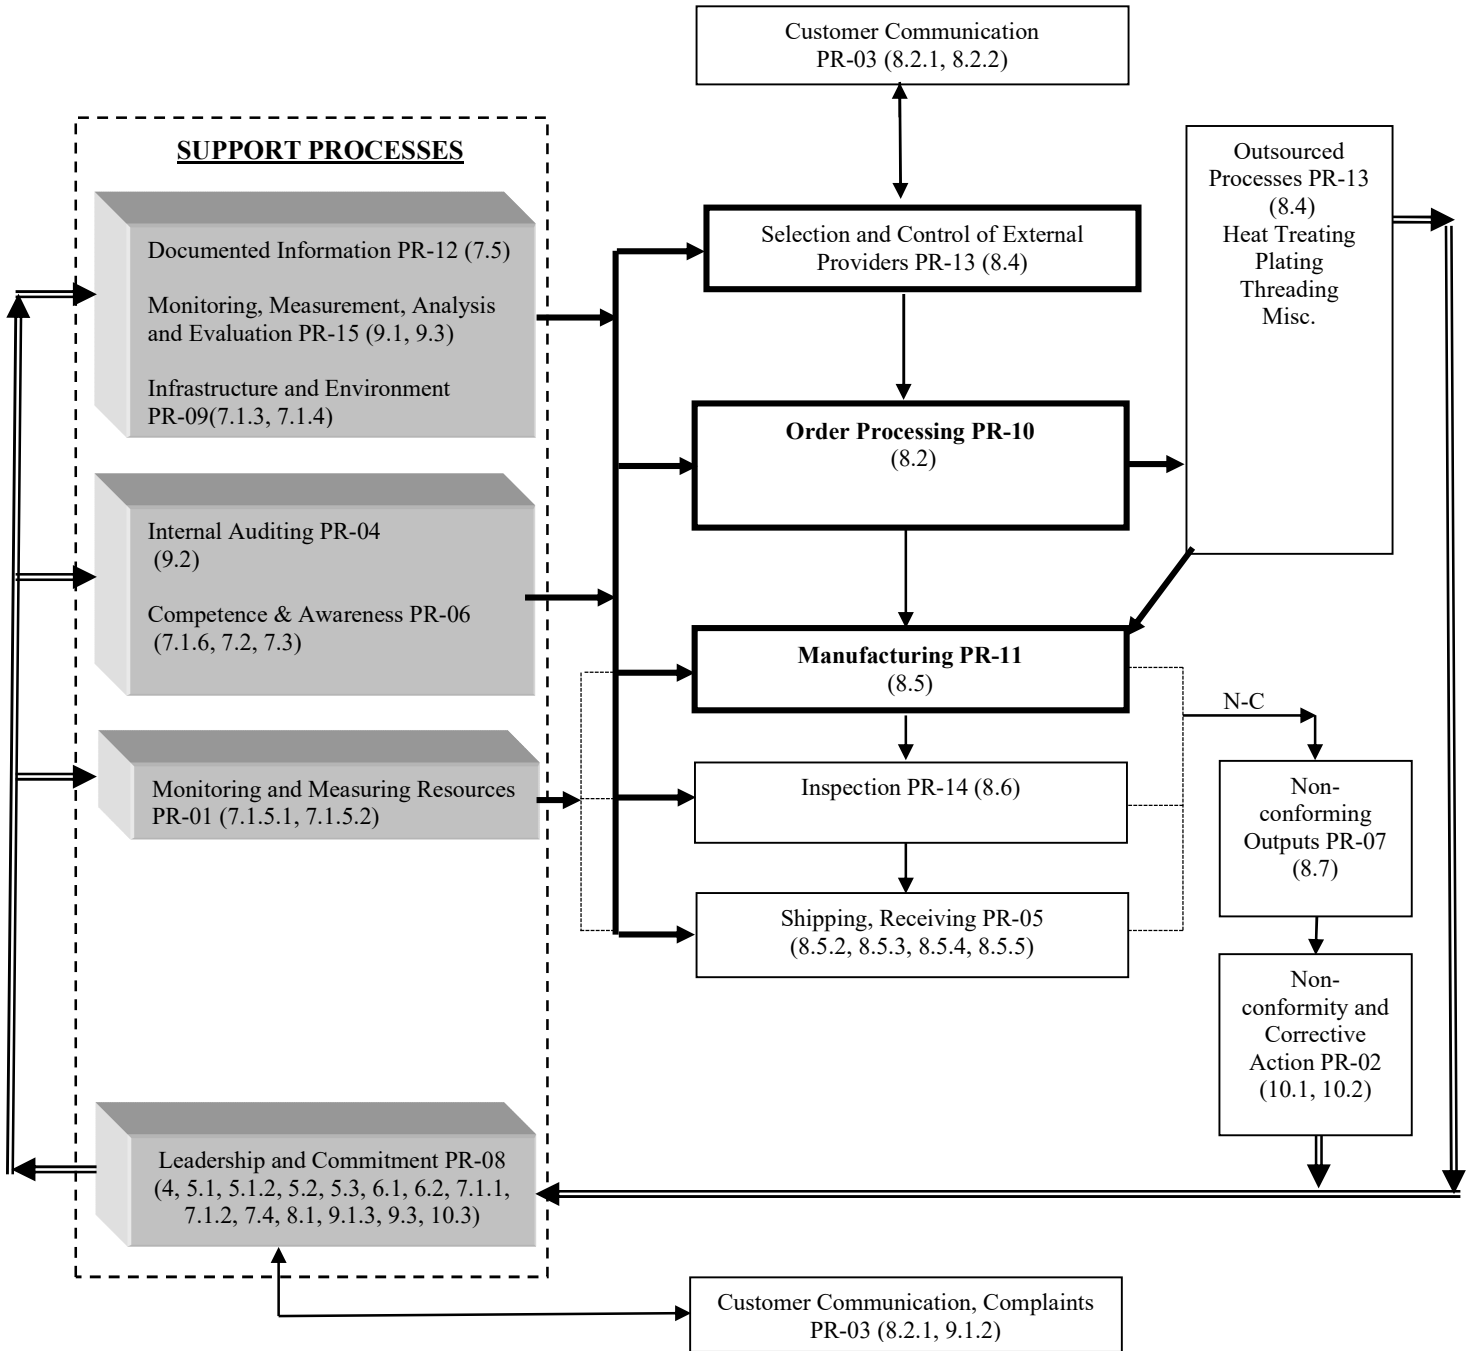 Customer Communication
PR-03 (8.2.1, 8.2.2)
SUPPORT PROCESSES
Documented Information PR-12 (7.5)
Monitoring, Measurement, Analysis
and Evaluation PR-15 (9.1, 9.3)
Infrastructure and Environment
PR-09(7.1.3, 7.1.4)
Internal Auditing PR-04
(9.2)
Competence & Awareness PR-06
(7.1.6, 7.2, 7.3)
Monitoring and Measuring Resources
PR-01 (7.1.5.1, 7.1.5.2)
Leadership and Commitment PR-08
(4, 5.1, 5.1.2, 5.2, 5.3, 6.1, 6.2, 7.1.1,
7.1.2, 7.4, 8.1, 9.1.3, 9.3, 10.3)
Selection and Control of External
Providers PR-13 (8.4)
Order Processing PR-10
(8.2)
Manufacturing PR-11
(8.5)
Inspection PR-14 (8.6)
Shipping, Receiving PR-05
(8.5.2, 8.5.3, 8.5.4, 8.5.5)
Outsourced
Processes PR-13
(8.4)
Heat Treating
Plating
Threading
Misc.
N-C
Non-
conforming
Outputs PR-07
(8.7)
Non-
conformity and
Corrective
Action PR-02
(10.1, 10.2)
Customer Communication, Complaints
PR-03 (8.2.1, 9.1.2)